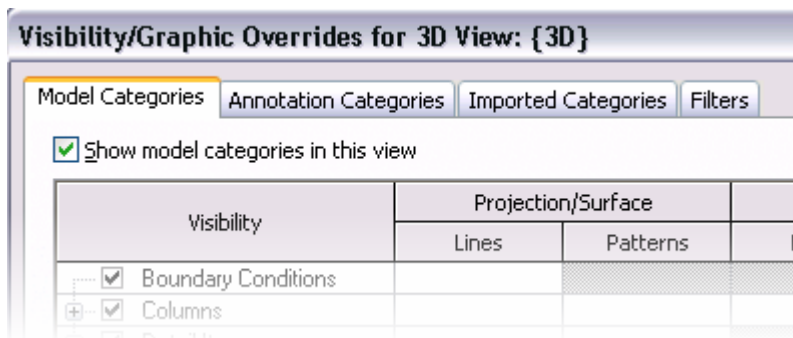 Visibility/Graphic Overrides for 3D View: {3D}
Model Categories Annotation Categories Imported Categories Filters
Show model categories in this view
Visibility Projection/Surface
Lines Patterns
Boundary Conditions
Columns